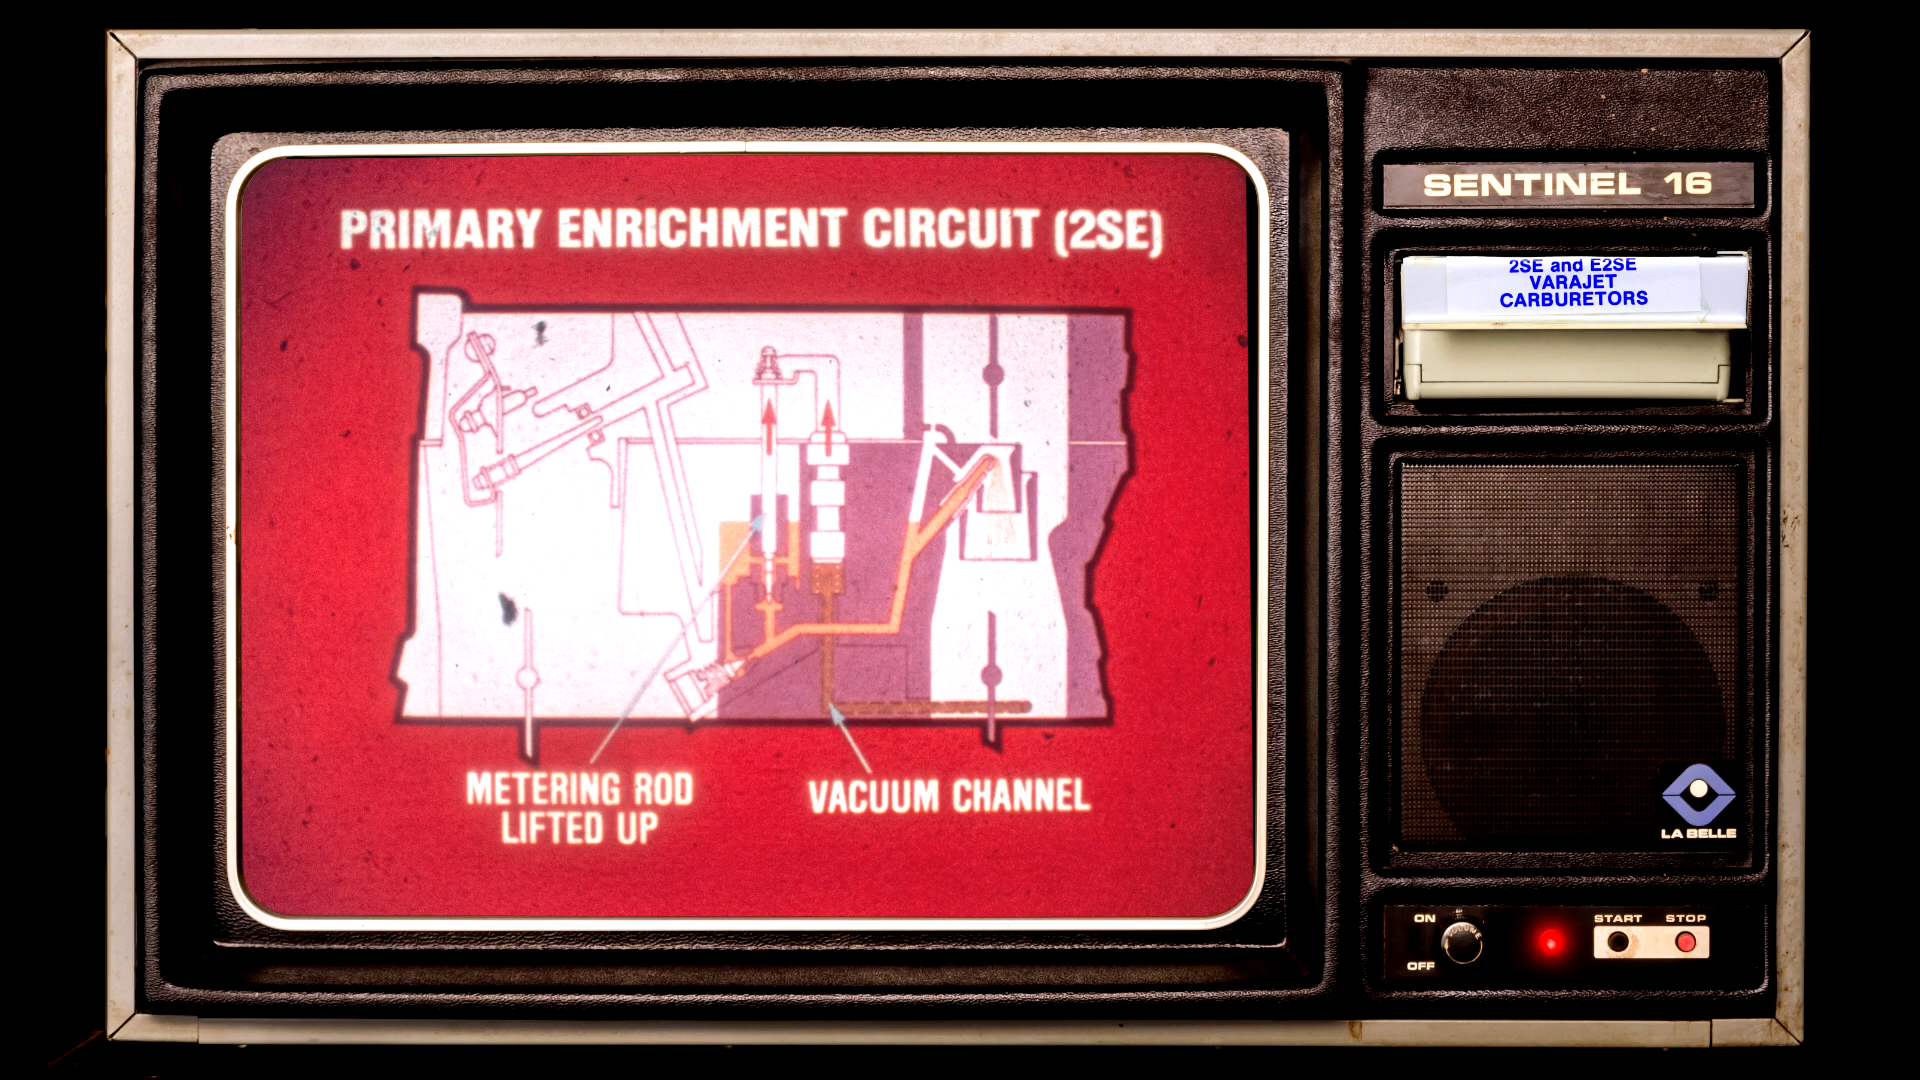 PRIMARY ENRICHMENT CIRCUIT (2SE)
METERING ROD
LIFTED UP
VACUUM CHANNEL
SENTINEL 16
2SE and E2SE
VARAJET
CARBURETORS
LA BELLE
ON
OFF
VOLUME
START
STOP